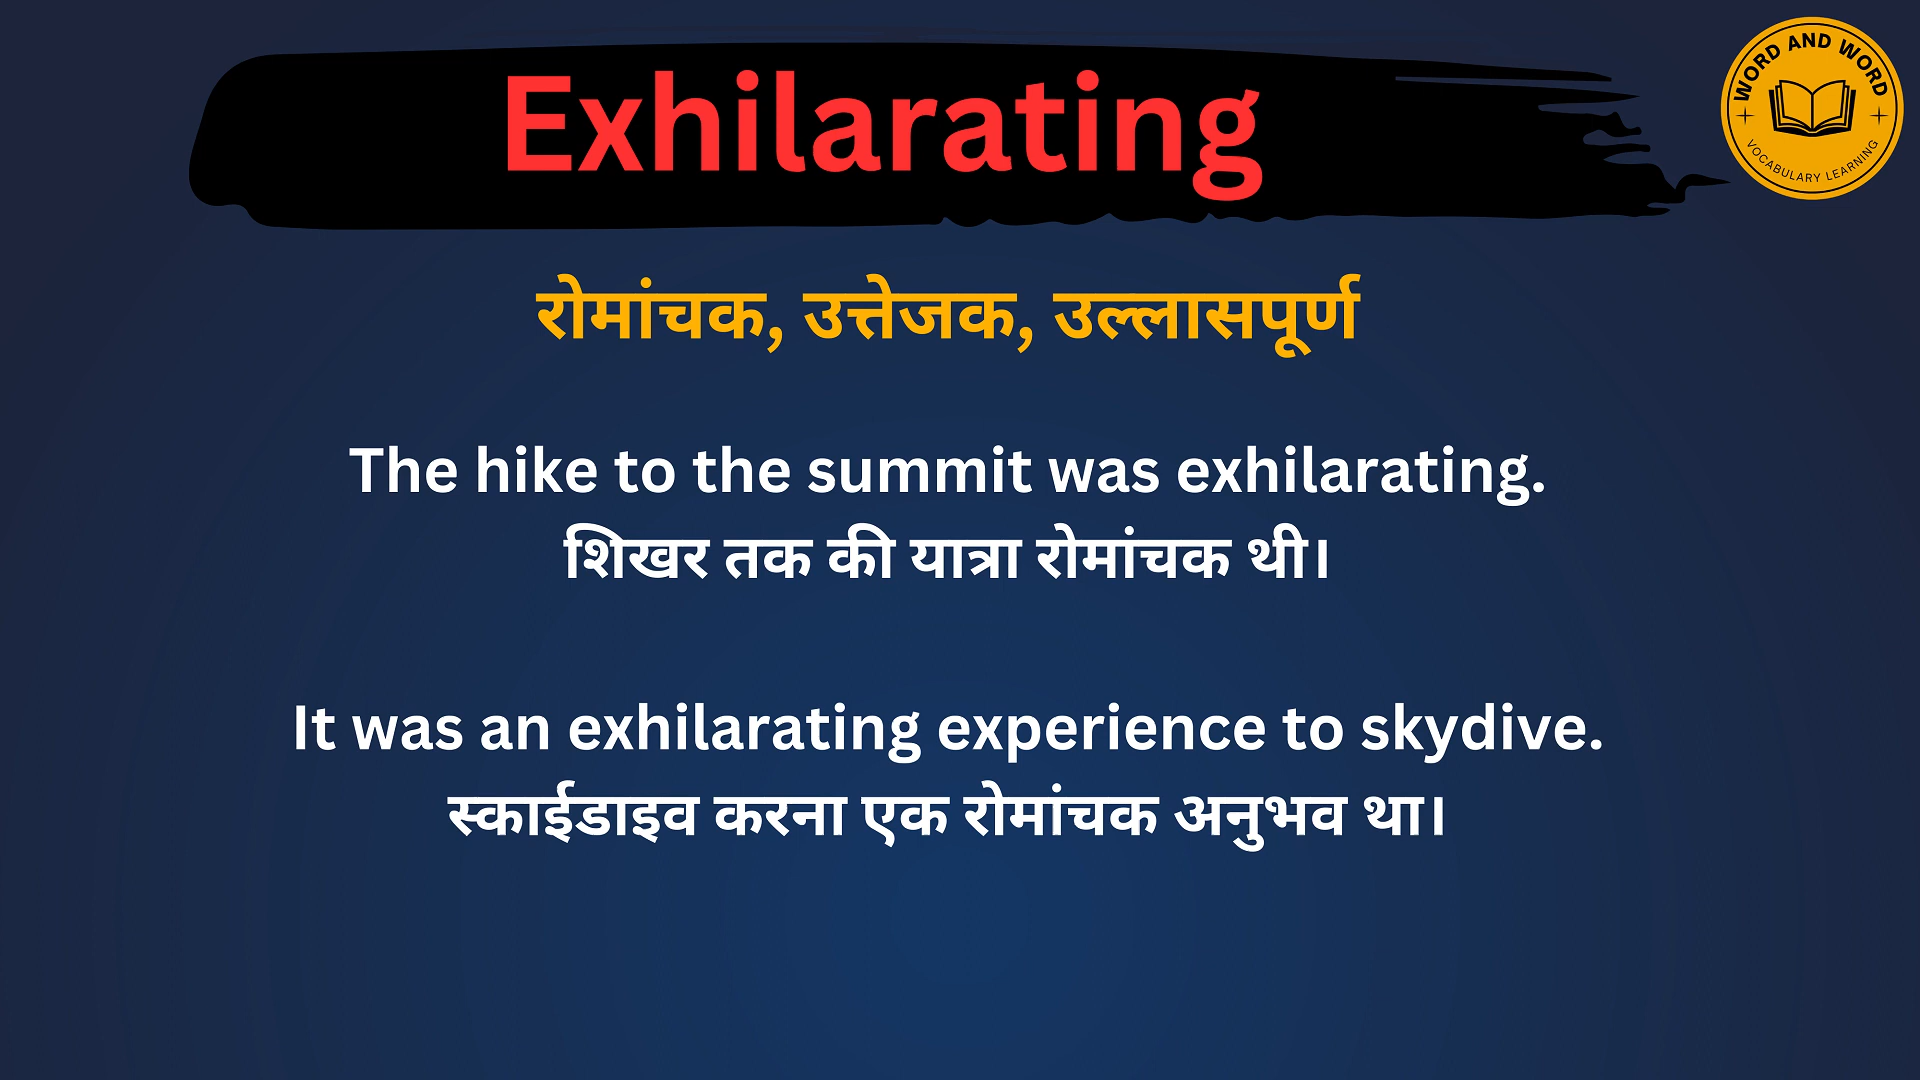 Exhilarating
WORD AND WORD
VOCABULARY LEARNING
रोमांचक, उत्तेजक, उल्लासपूर्ण
The hike to the summit was exhilarating.
शिखर तक की यात्रा रोमांचक थी।
It was an exhilarating experience to skydive.
स्काईडाइव करना एक रोमांचक अनुभव था।